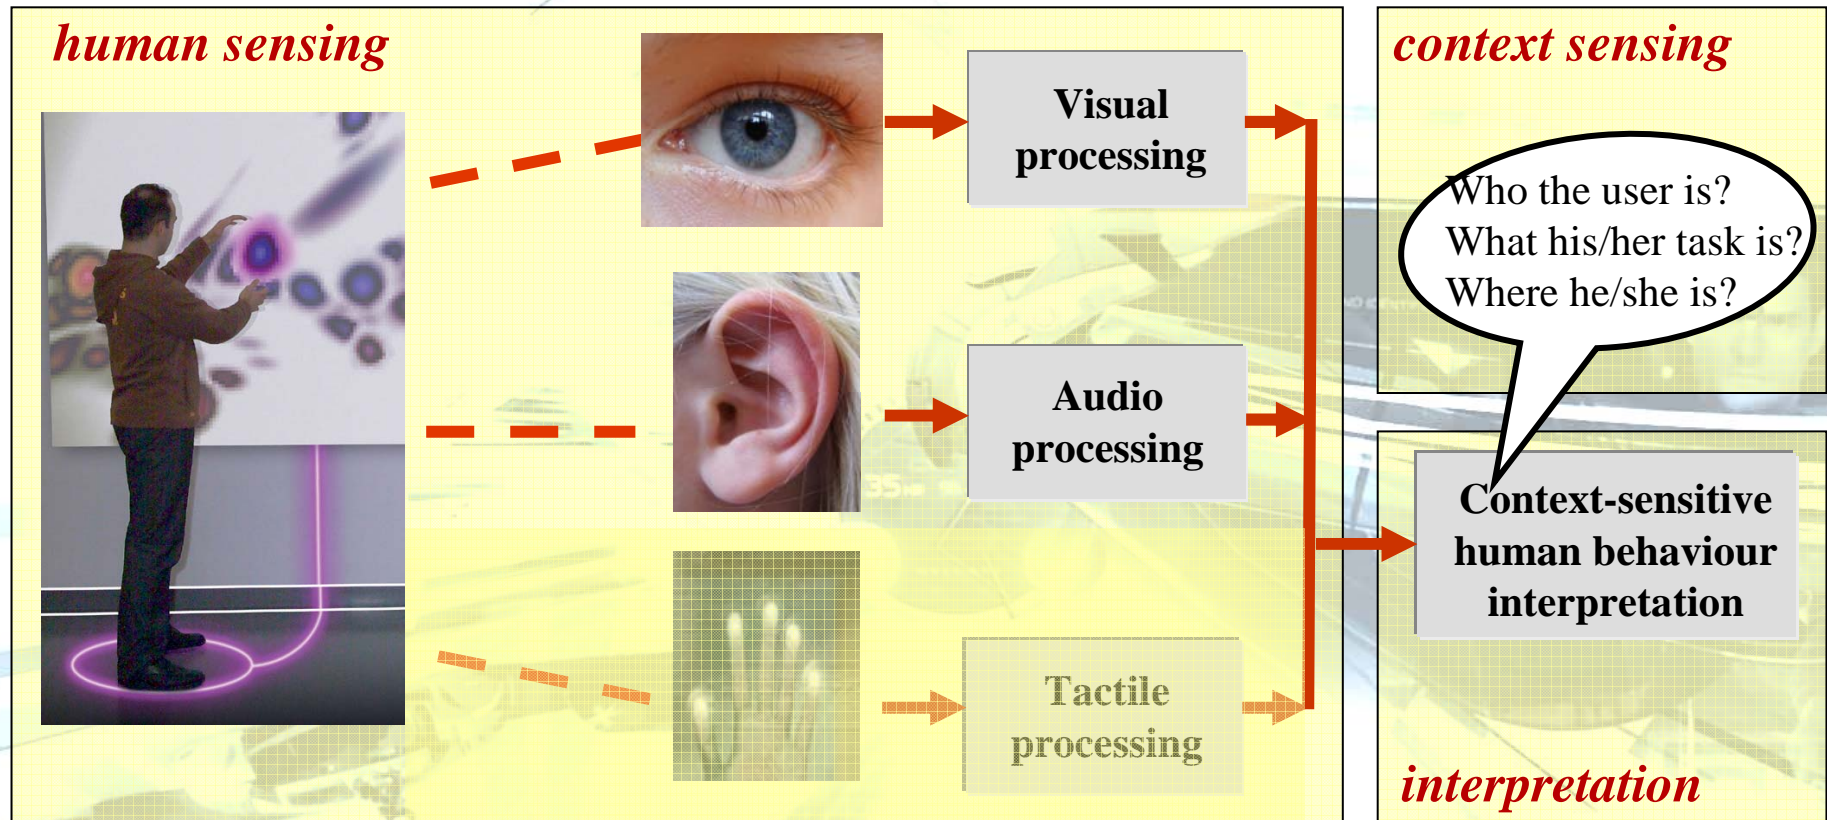 human sensing
Visual
processing
Audio
processing
Tactile
processing
context sensing
Who the user is?
What his/her task is?
Where he/she is?
Context-sensitive
human behaviour
interpretation
interpretation